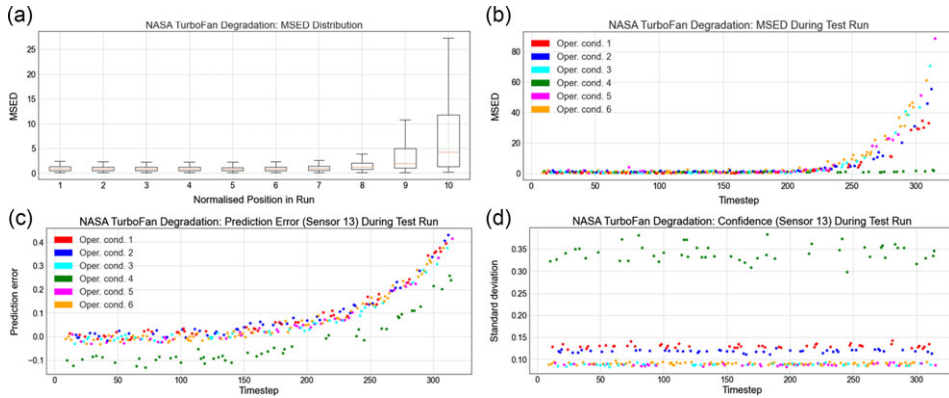 (a)
NASA TurboFan Degradation: MSED Distribution
MSED
25
20
15
10
5
0
1 2 3 4 5 6 7 8 9 10
Normalised Position in Run
(b)
NASA TurboFan Degradation: MSED During Test Run
MSED
80
60
40
20
0
Oper. cond. 1
Oper. cond. 2
Oper. cond. 3
Oper. cond. 4
Oper. cond. 5
Oper. cond. 6
0 50 100 150 200 250 300
Timestep
(c)
NASA TurboFan Degradation: Prediction Error (Sensor 13) During Test Run
Prediction error
0.4
0.3
0.2
0.1
0.0
−0.1
Oper. cond. 1
Oper. cond. 2
Oper. cond. 3
Oper. cond. 4
Oper. cond. 5
Oper. cond. 6
0 50 100 150 200 250 300
Timestep
(d)
NASA TurboFan Degradation: Confidence (Sensor 13) During Test Run
Standard deviation
0.35
0.30
0.25
0.20
0.15
0.10
0 50 100 150 200 250 300
Timestep